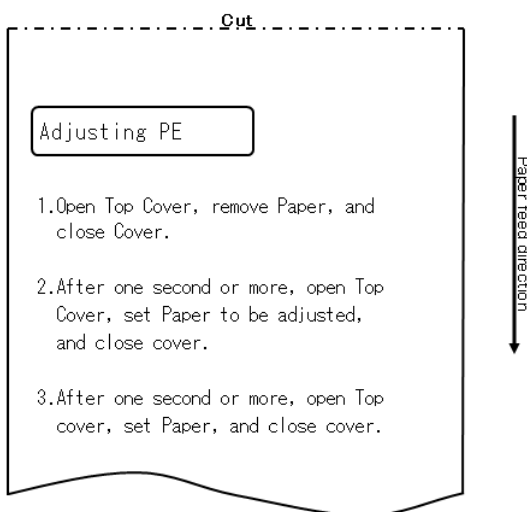 Cut
Adjusting PE
1.Open Top Cover, remove Paper, and
close Cover.
2.After one second or more, open Top
Cover, set Paper to be adjusted,
and close cover.
3.After one second or more, open Top
cover, set Paper, and close cover.
Paper feed direction